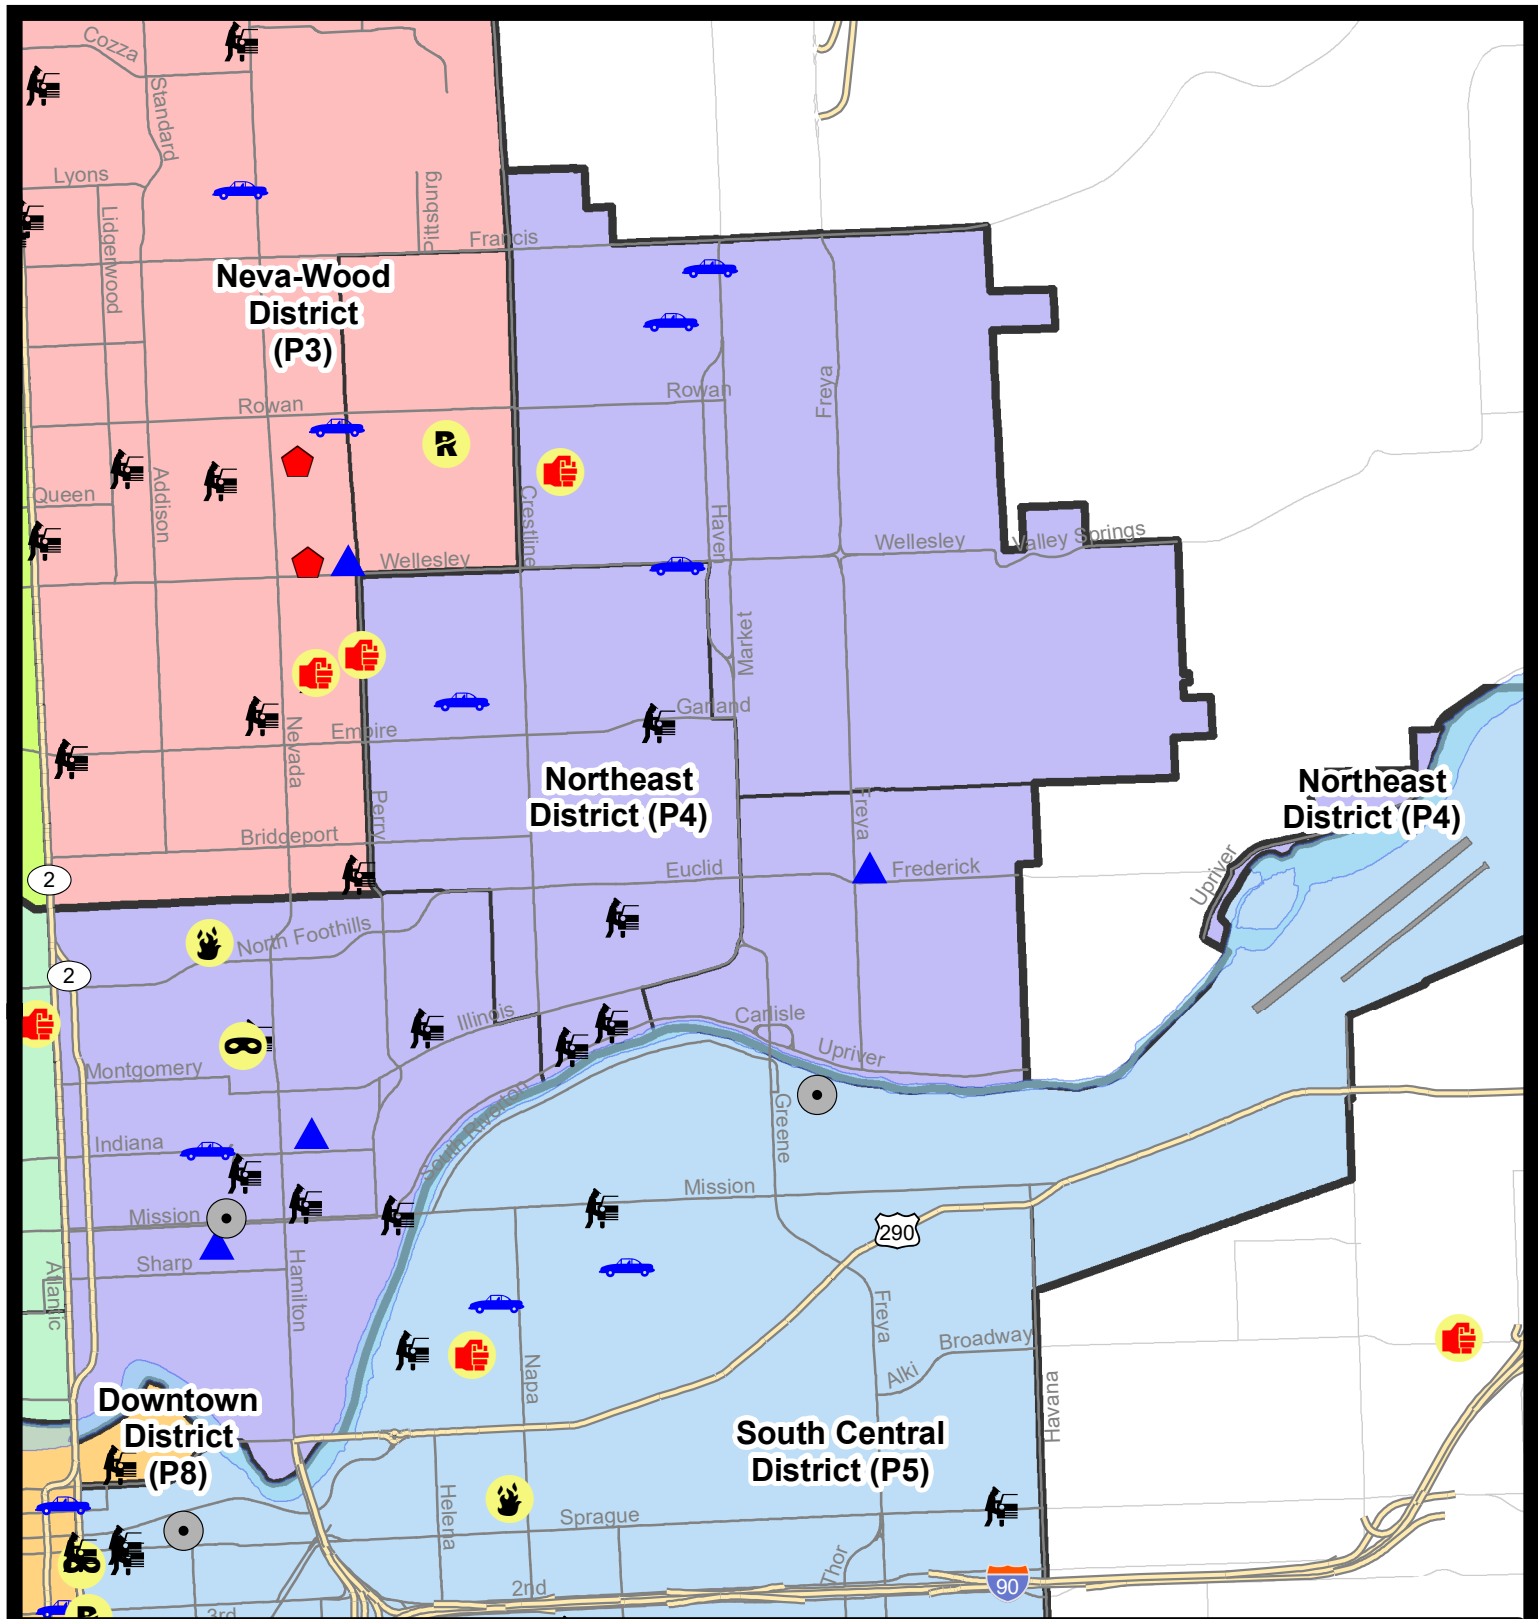 Cozza
Standard
Lyons
Lidgerwood
Pittsburg
Francis
Neva-Wood
District
(P3)
Rowan
Rowan
Freya
R
Queen
Addison
Crestline
Haven
Wellesley
Wellesley
Valley Springs
Market
Nevada
Empire
Garland
Northeast
District (P4)
Northeast
District (P4)
Perry
Freya
Bridgeport
Euclid
Frederick
Upriver
2
North Foothills
2
Illinois
Carlisle
Upriver
Montgomery
South Riverton
Greene
Indiana
Mission
Mission
290
Sharp
Hamilton
Atlantic
Freya
Broadway
Alki
Napa
Havana
Downtown
District
(P8)
South Central
District (P5)
Helena
Sprague
Thor
2nd
90
3rd
R